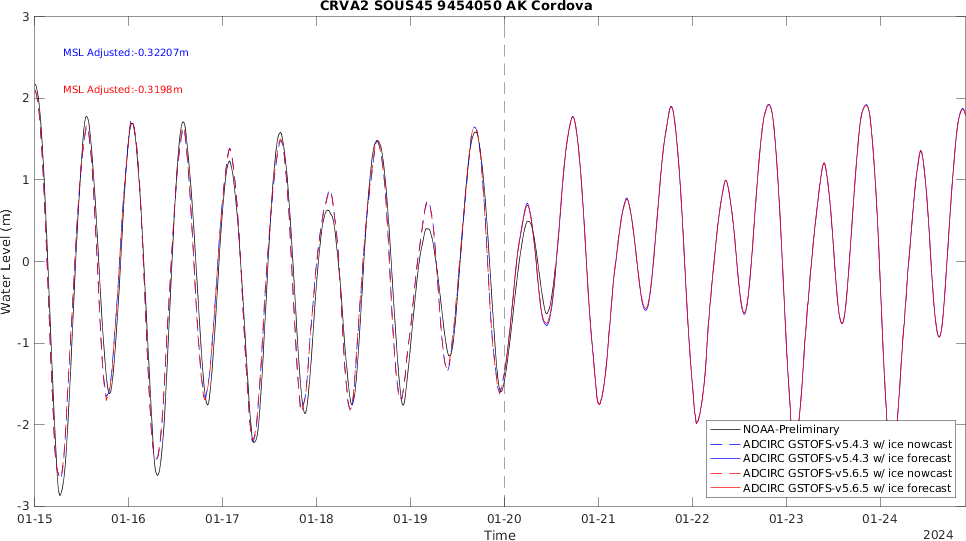 CRVA2 SOUS45 9454050 AK Cordova
3
2
1
0
-1
-2
-3
Water Level (m)
MSL Adjusted:-0.32207m
MSL Adjusted:-0.3198m
NOAA-Preliminary
ADCIRC GSTOFS-v5.4.3 w/ ice nowcast
ADCIRC GSTOFS-v5.4.3 w/ ice forecast
ADCIRC GSTOFS-v5.6.5 w/ ice nowcast
ADCIRC GSTOFS-v5.6.5 w/ ice forecast
01-15 01-16 01-17 01-18 01-19 01-20 01-21 01-22 01-23 01-24
Time
2024